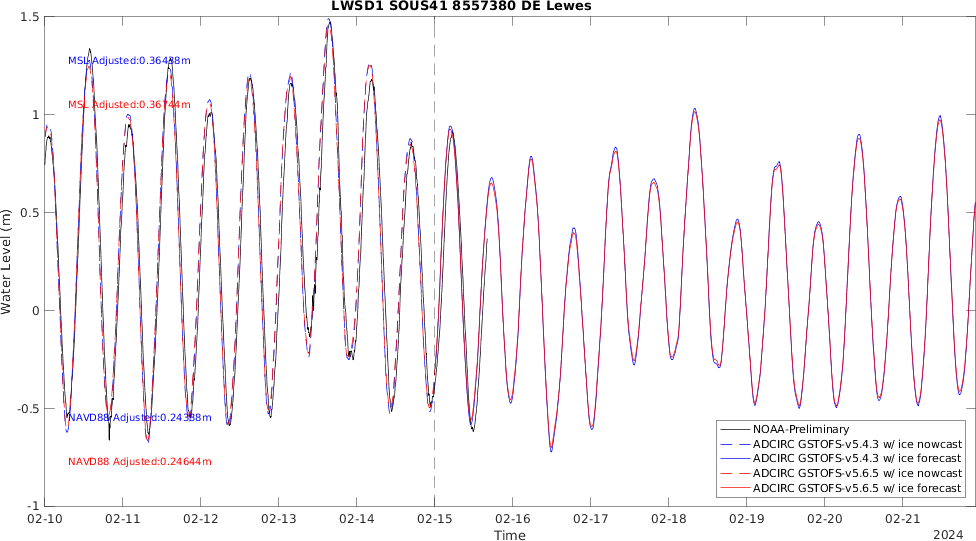 LWSD1 SOUS41 8557380 DE Lewes
1.5
MSL Adjusted:0.36438m
MSL Adjusted:0.36744m
1
0.5
Water Level (m)
0
-0.5
NAVD88 Adjusted:0.24338m
NAVD88 Adjusted:0.24644m
NOAA-Preliminary
ADCIRC GSTOFS-v5.4.3 w/ ice nowcast
ADCIRC GSTOFS-v5.4.3 w/ ice forecast
ADCIRC GSTOFS-v5.6.5 w/ ice nowcast
ADCIRC GSTOFS-v5.6.5 w/ ice forecast
-1
02-10 02-11 02-12 02-13 02-14 02-15 02-16 02-17 02-18 02-19 02-20 02-21
Time
2024